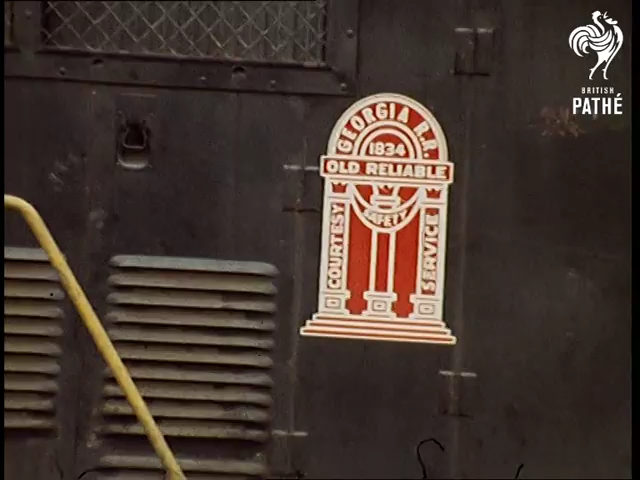 BRITISH
PATHÉ
GEORGIA R.R.
1834
OLD RELIABLE
SAFETY
COURTESY
SERVICE